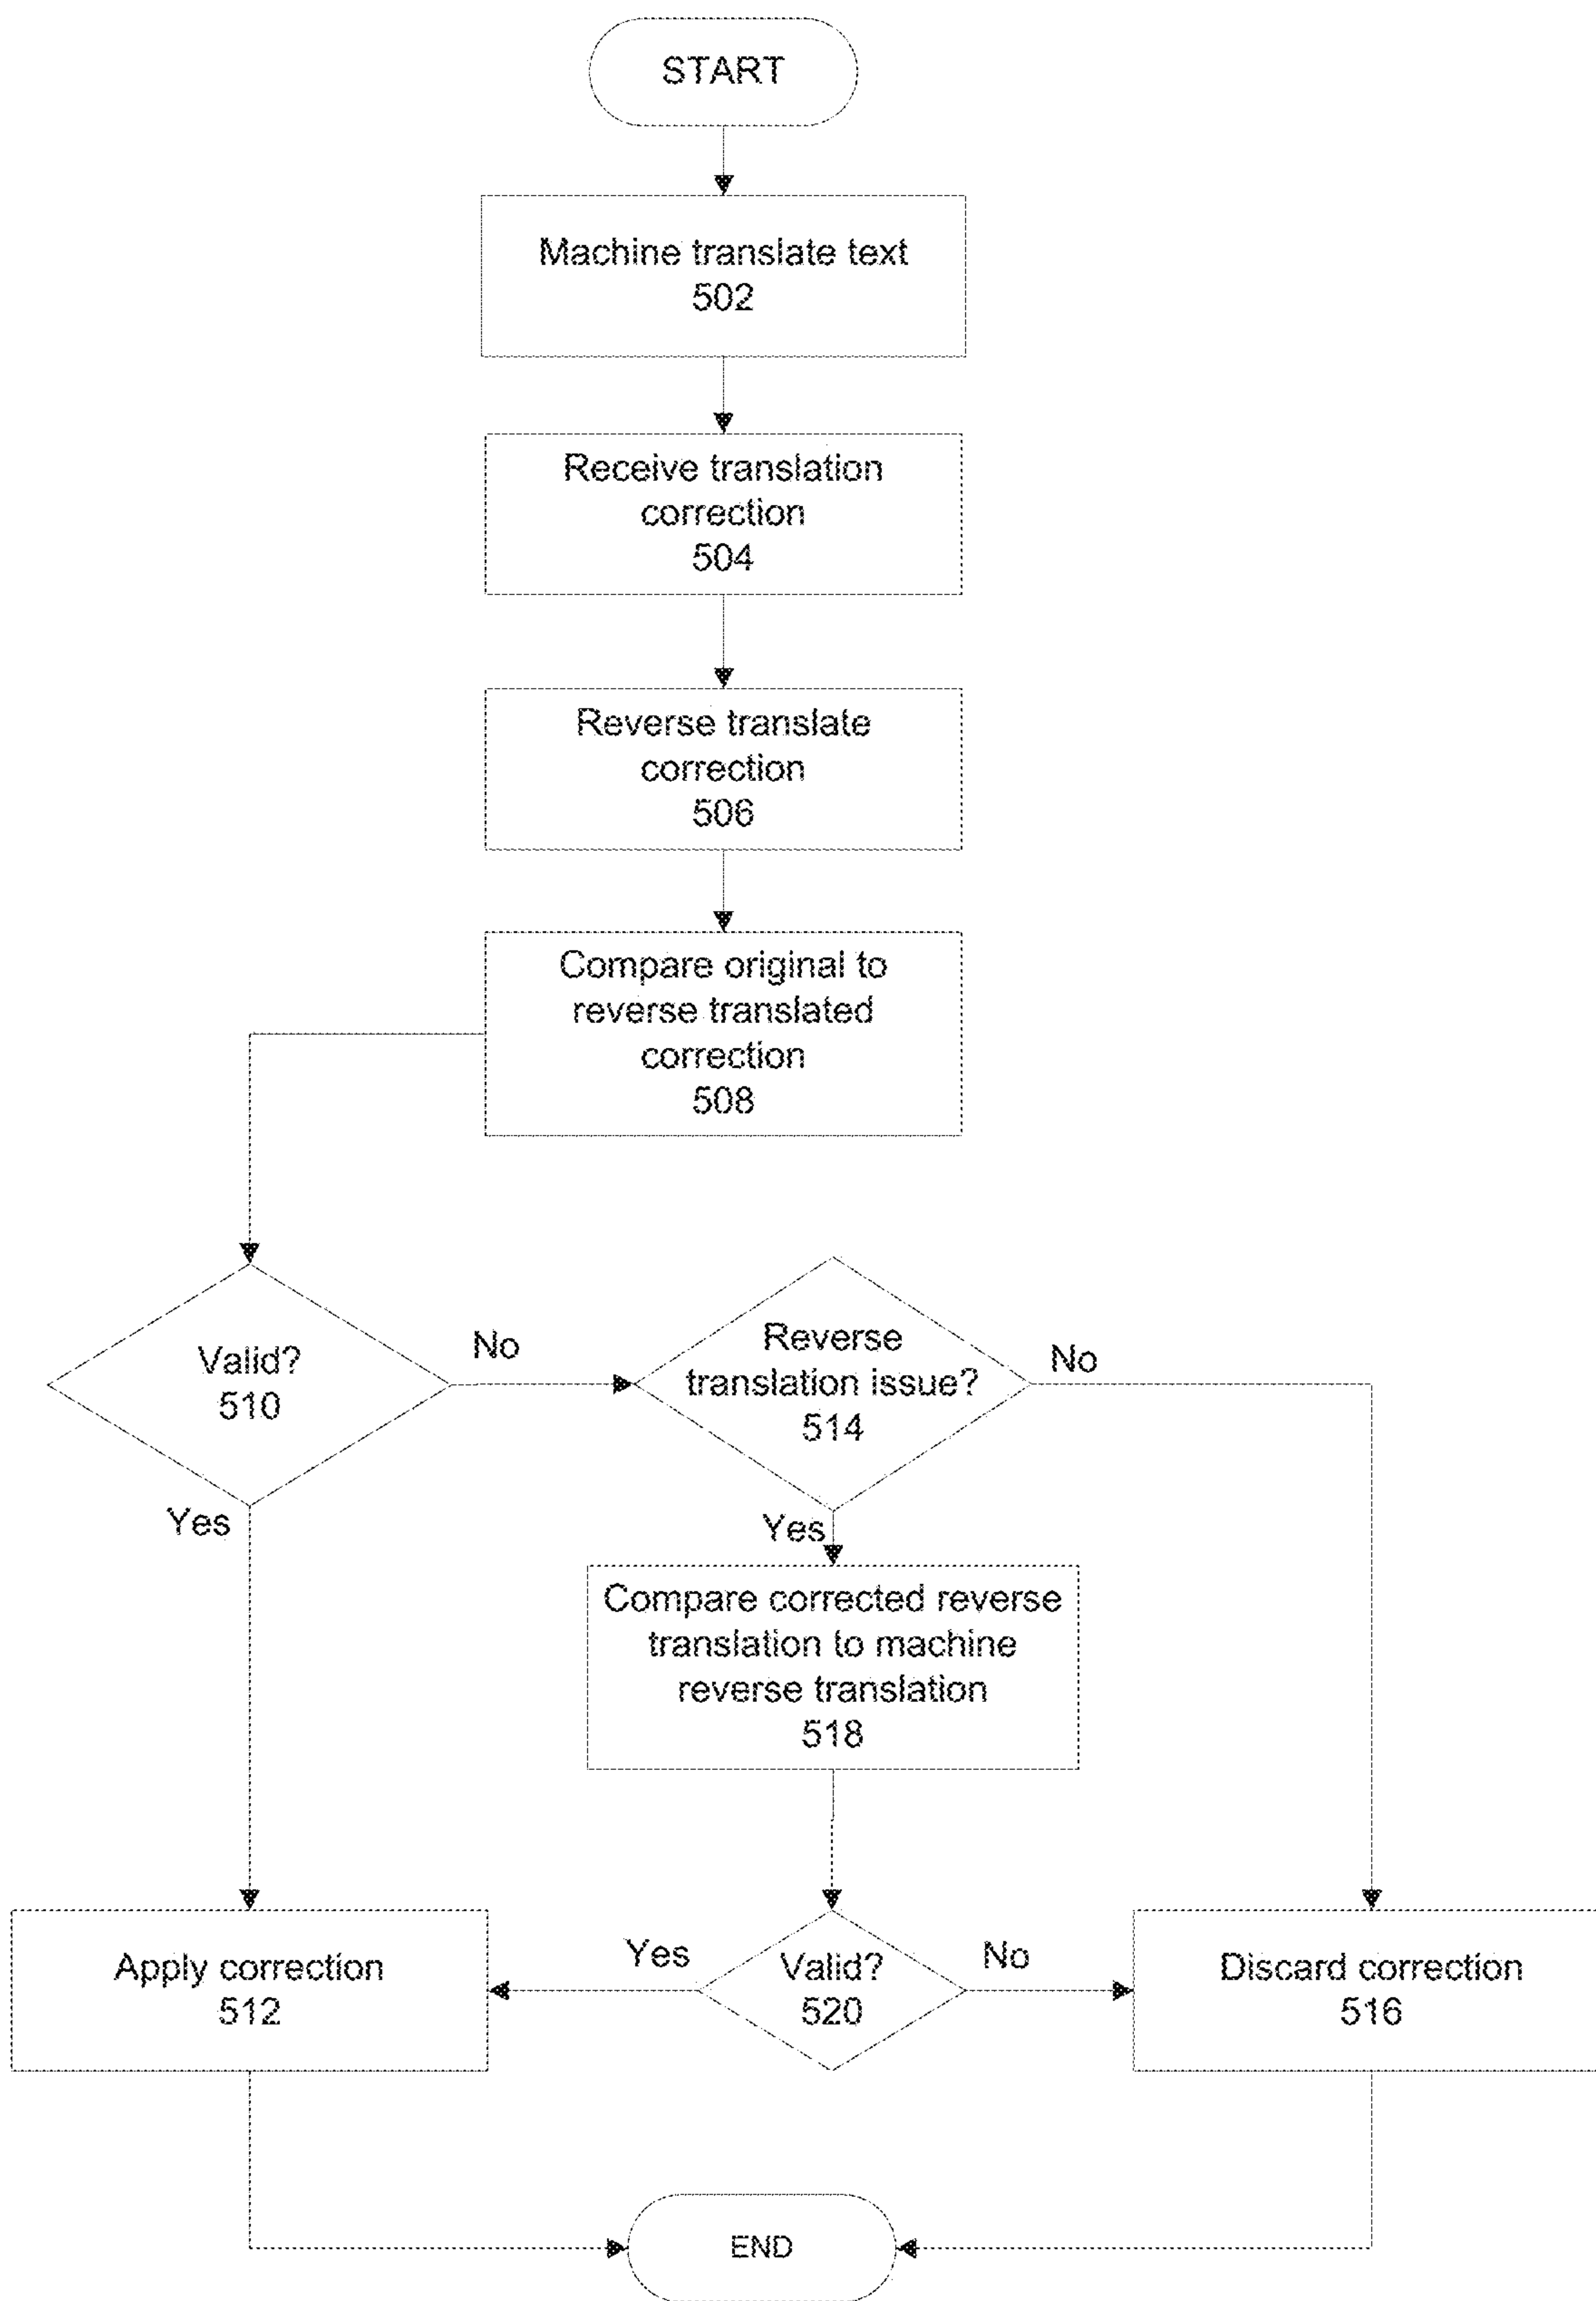 START
Machine translate text
502
Receive translation
correction
504
Reverse translate
correction
506
Compare original to
reverse translated
correction
508
Valid?
510
No
Reverse
translation issue?
514
No
Yes
Yes
Compare corrected reverse
translation to machine
reverse translation
518
Apply correction
512
Yes
Valid?
520
No
Discard correction
516
END